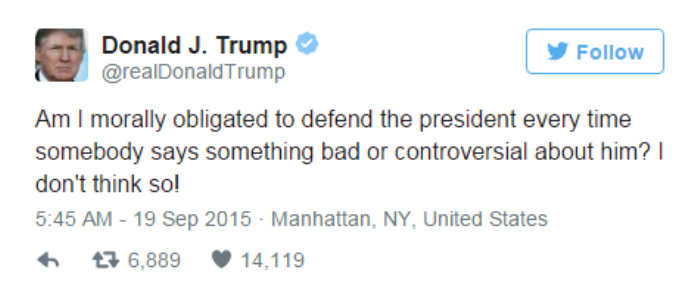 Donald J. Trump
@realDonaldTrump
Follow
Am I morally obligated to defend the president every time
somebody says something bad or controversial about him? I
don't think so!
5:45 AM - 19 Sep 2015 · Manhattan, NY, United States
6,889 14,119